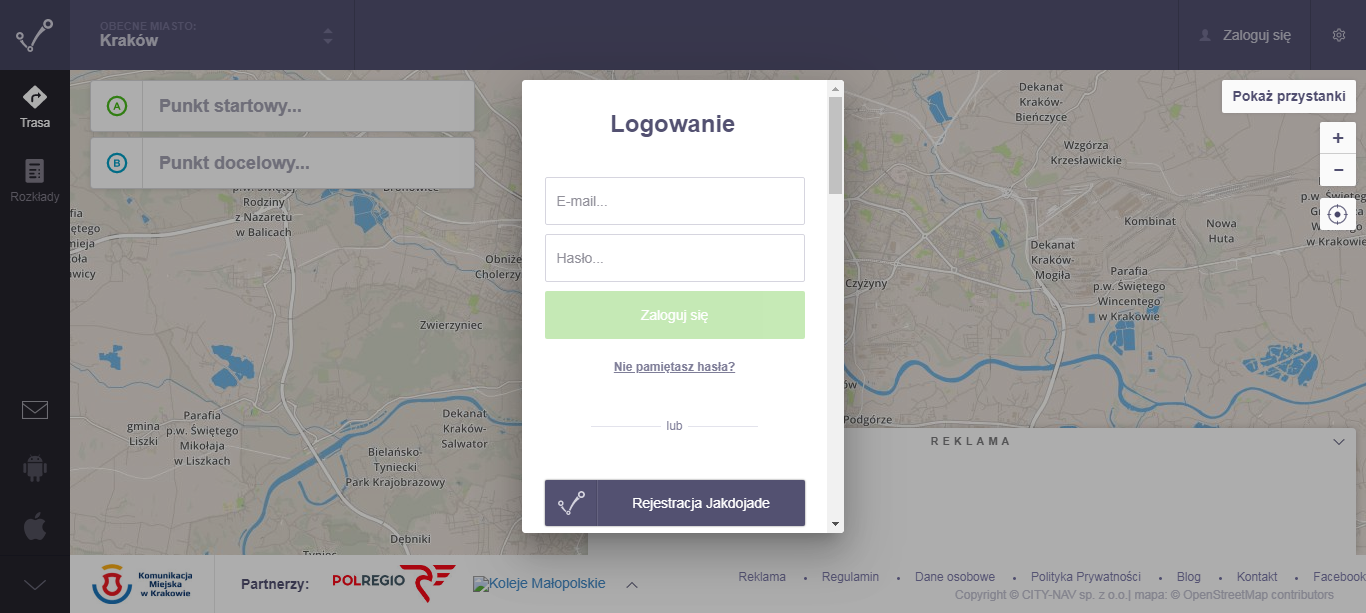 OBECNE MIASTO:
Kraków
Zaloguj się
Trasa
Rozkłady
A
Punkt startowy...
B
Punkt docelowy...
Logowanie
E-mail...
Hasło...
Zaloguj się
Nie pamiętasz hasła?
lub
Rejestracja Jakdojade
Pokaż przystanki
+
−
Dekanat
Kraków-
Bieńczyce
Wzgórza
Krzesławickie
Kombinat
Nowa
Huta
Dekanat
Kraków-
Mogiła
Parafia
p.w. Świętego
Wincentego
w Krakowie
Czyżyny
Podgórze
p.w. Świętej
Rodziny
z Nazaretu
w Balicach
Zwierzyniec
Dekanat
Kraków-
Salwator
Parafia
p.w. Świętego
Mikołaja
w Liszkach
gmina
Liszki
Bielańsko-
Tyniecki
Park Krajobrazowy
Dębniki
Tyniec
REKLAMA
Komunikacja
Miejska
w Krakowie
Partnerzy:
POLREGIO
Koleje Małopolskie
Reklama • Regulamin • Dane osobowe • Polityka Prywatności • Blog • Kontakt • Facebook
Copyright © CITY-NAV sp. z o.o.| mapa: © OpenStreetMap contributors